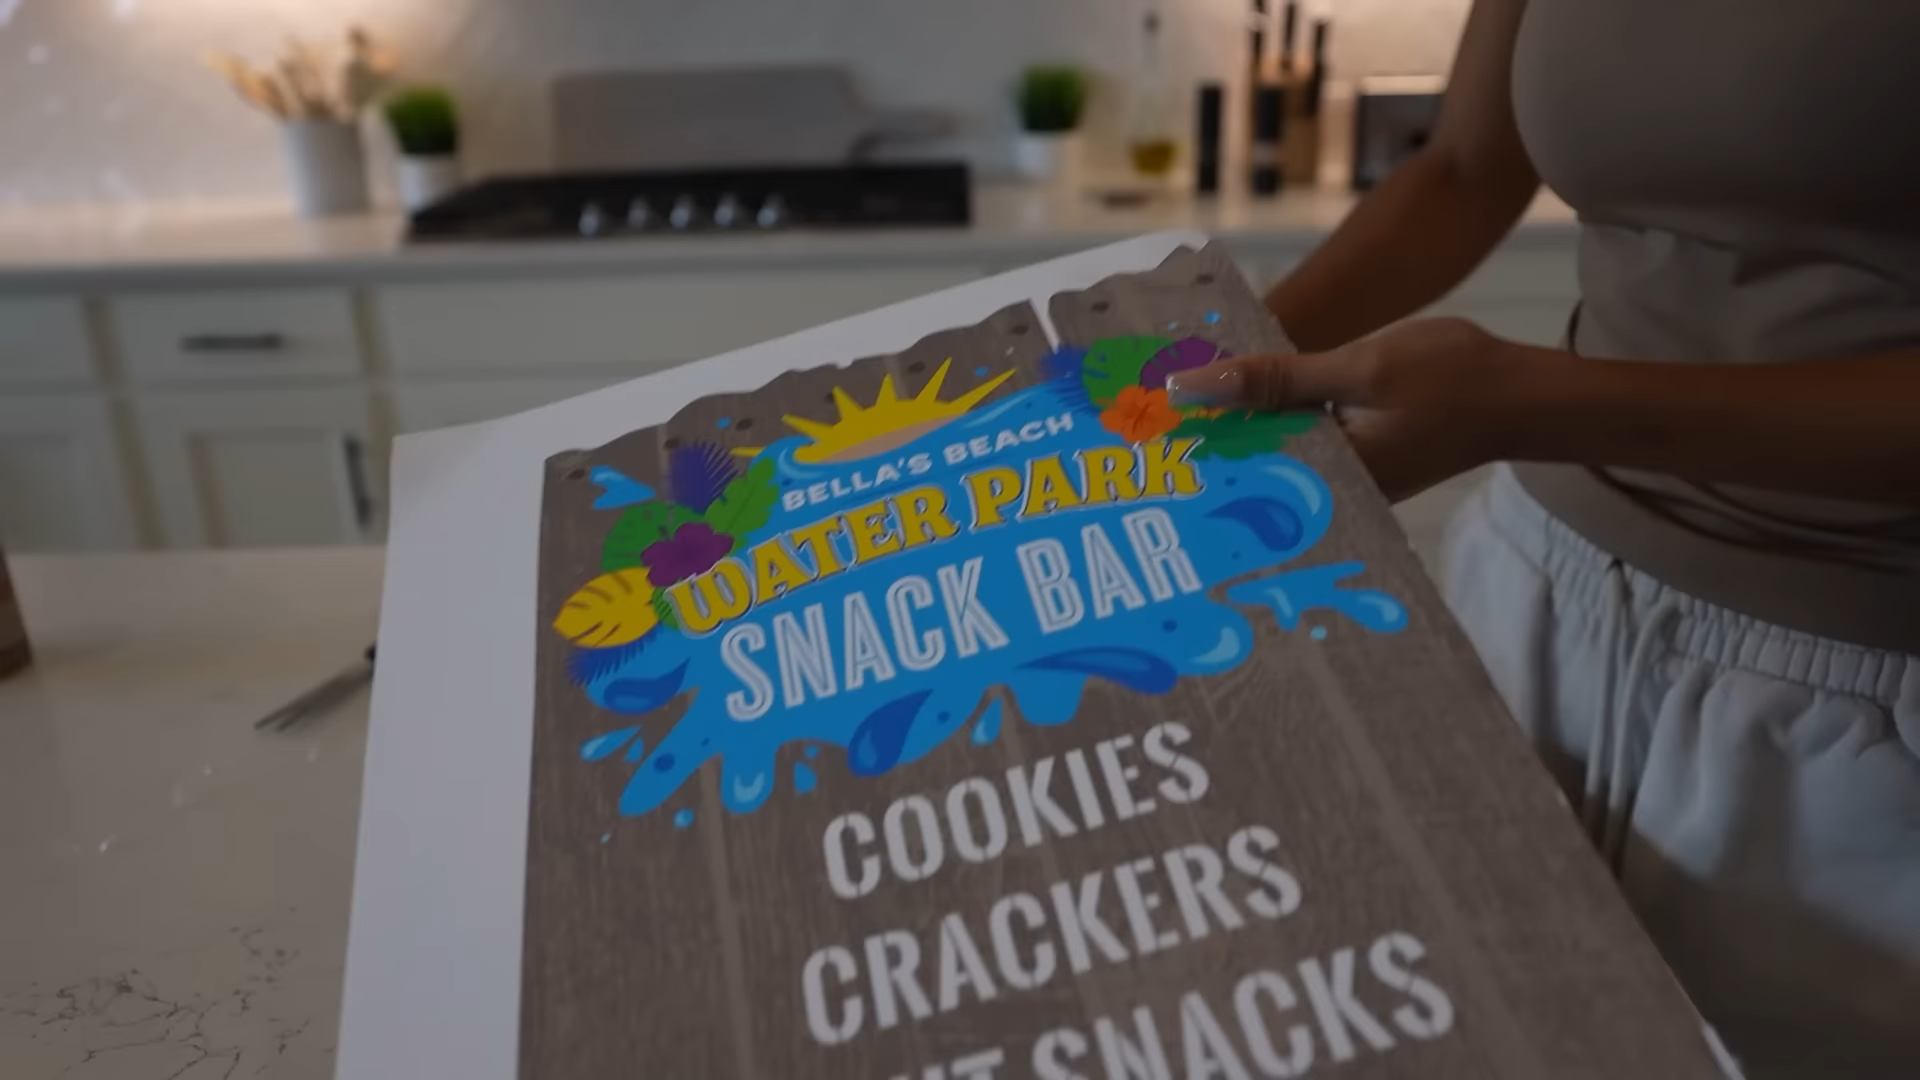 BELLA'S BEACH
WATER PARK
SNACK BAR
COOKIES
CRACKERS
SNACKS